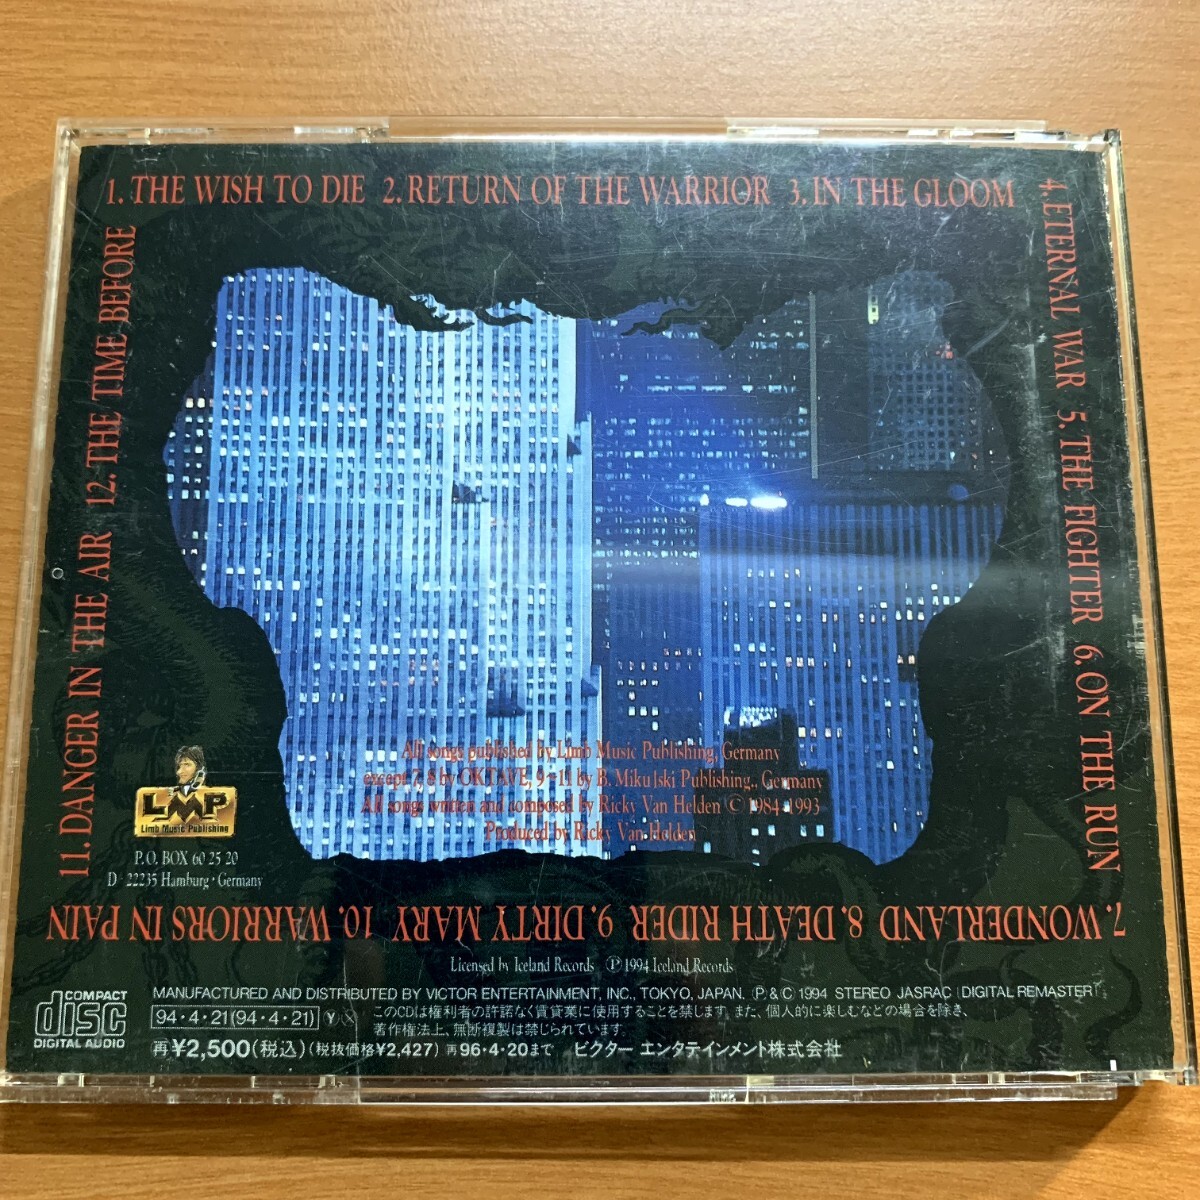 1. THE WISH TO DIE 2. RETURN OF THE WARRIOR 3. IN THE GLOOM
4. ETERNAL WAR 5. THE FIGHTER 6. ON THE RUN
7. WONDERLAND 8. DEATH RIDER 9. DIRTY MARY 10. WARRIORS IN PAIN
11. DANGER IN THE AIR 12. THE TIME BEFORE
All songs published by Limb Music Publishing, Germany
except 7, 8 by OKTAVE, 9-11 by B. Mikulski Publishing., Germany
All songs written and composed by Ricky Van Helden © 1984-1993
Produced by Ricky Van Helden
LMP
Limb Music Publishing
P.O. BOX 60 25 20
D-22235 Hamburg · Germany
Licensed by Iceland Records ℗ 1994 Iceland Records
COMPACT
disc
DIGITAL AUDIO
MANUFACTURED AND DISTRIBUTED BY VICTOR ENTERTAINMENT, INC., TOKYO, JAPAN. ℗ & © 1994 STEREO JASRAC DIGITAL REMASTER
94・4・21(94・4・21) Y X このCDは権利者の許諾なく賃貸業に使用することを禁じます。また、個人的に楽しむなどの場合を除き、
著作権法上、無断複製は禁じられています。
再¥2,500(税込)(税抜価格¥2,427) 再96・4・20まで ビクター エンタテインメント株式会社